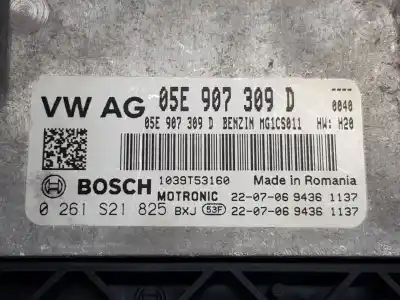 VW AG 05E 907 309 D ----
0040
05E 907 309 D BENZIN MG1CS011 HW: H20
BOSCH 1039T53160 Made in Romania
MOTRONIC 22-07-06 9436 1137
0 261 S21 825 BXJ 53F 22-07-06 9436 1137